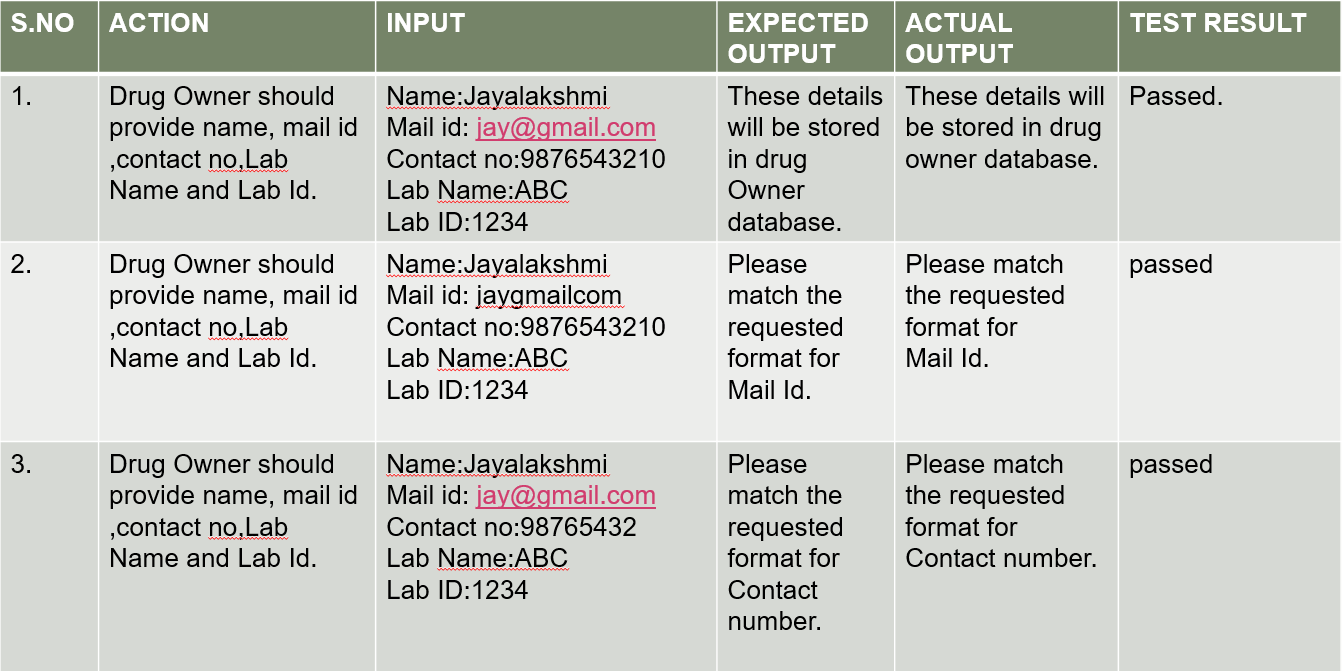 S.NO
ACTION
INPUT
EXPECTED
OUTPUT
ACTUAL
OUTPUT
TEST RESULT
1.
Drug Owner should
provide name, mail id
,contact no,Lab
Name and Lab Id.
Name:Jayalakshmi
Mail id: jay@gmail.com
Contact no:9876543210
Lab Name:ABC
Lab ID:1234
These details
will be stored
in drug
Owner
database.
These details will
be stored in drug
owner database.
Passed.
2.
Drug Owner should
provide name, mail id
,contact no,Lab
Name and Lab Id.
Name:Jayalakshmi
Mail id: jaygmailcom
Contact no:9876543210
Lab Name:ABC
Lab ID:1234
Please
match the
requested
format for
Mail Id.
Please match
the requested
format for
Mail Id.
passed
3.
Drug Owner should
provide name, mail id
,contact no,Lab
Name and Lab Id.
Name:Jayalakshmi
Mail id: jay@gmail.com
Contact no:98765432
Lab Name:ABC
Lab ID:1234
Please
match the
requested
format for
Contact
number.
Please match
the requested
format for
Contact number.
passed